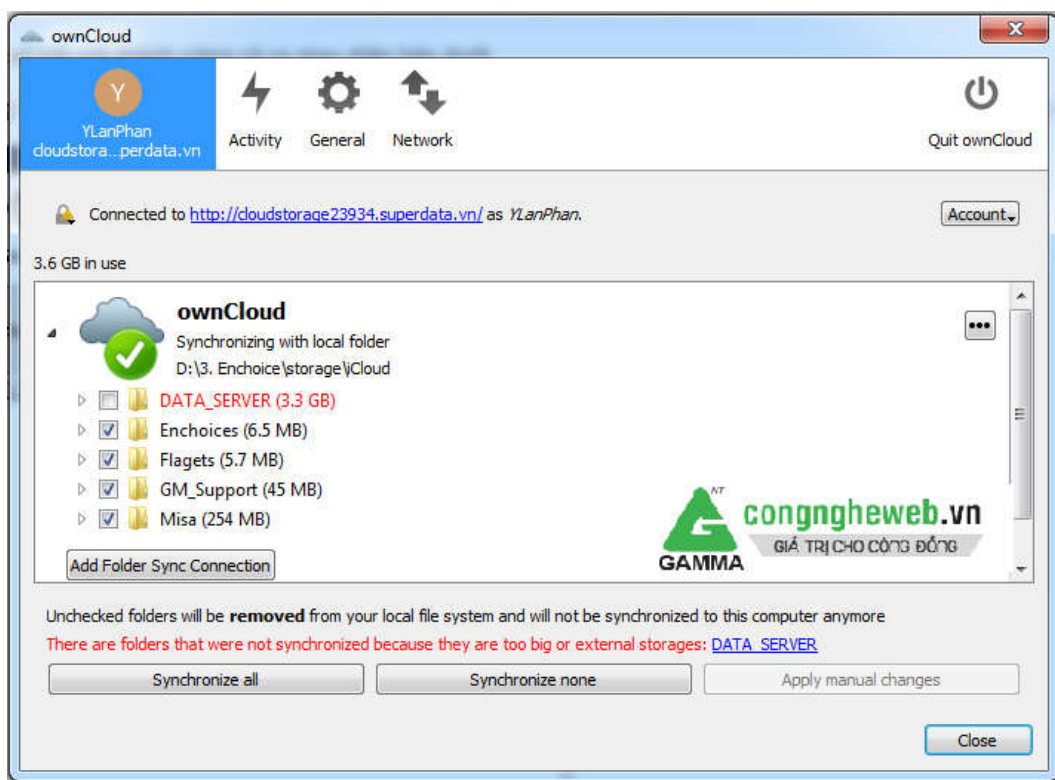 ownCloud
Y
YLanPhan
cloudstora...perdata.vn
Activity
General
Network
Quit ownCloud
Connected to http://cloudstorage23934.superdata.vn/ as YLanPhan.
Account
3.6 GB in use
ownCloud
Synchronizing with local folder
D:\3. Enchoice\storage\iCloud
DATA_SERVER (3.3 GB)
Enchoices (6.5 MB)
Flagets (5.7 MB)
GM_Support (45 MB)
Misa (254 MB)
NT
congngheweb.vn
GIÁ TRỊ CHO CỘNG ĐỒNG
GAMMA
Add Folder Sync Connection
Unchecked folders will be removed from your local file system and will not be synchronized to this computer anymore
There are folders that were not synchronized because they are too big or external storages: DATA_SERVER
Synchronize all
Synchronize none
Apply manual changes
Close